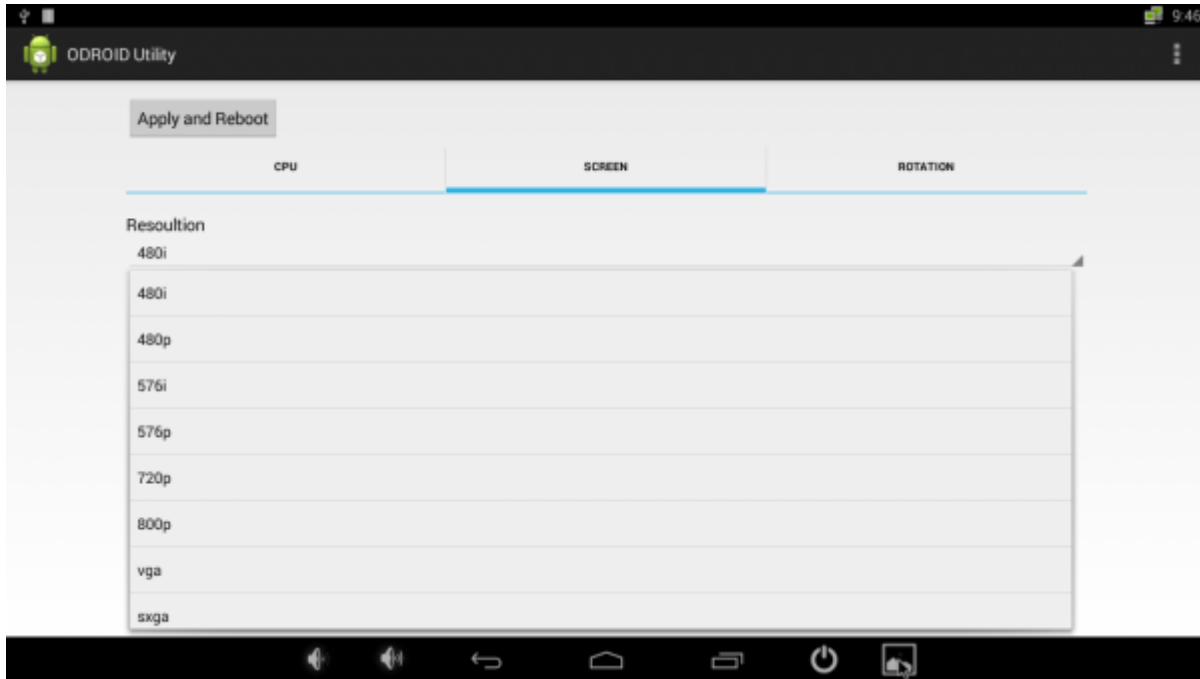 9:46
ODROID Utility
Apply and Reboot
CPU SCREEN ROTATION
Resoultion
480i
480i
480p
576i
576p
720p
800p
vga
sxga